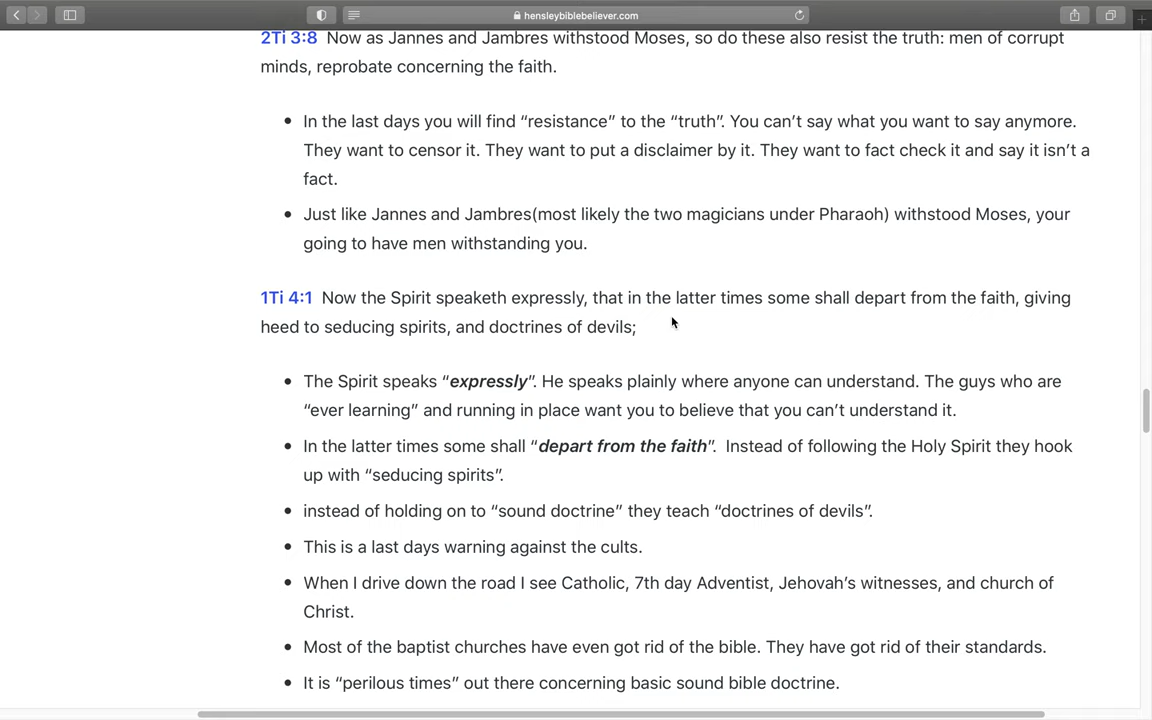 hensleybiblebeliever.com
2Ti 3:8 Now as Jannes and Jambres withstood Moses, so do these also resist the truth: men of corrupt
minds, reprobate concerning the faith.
• In the last days you will find “resistance” to the “truth”. You can’t say what you want to say anymore.
They want to censor it. They want to put a disclaimer by it. They want to fact check it and say it isn’t a
fact.
• Just like Jannes and Jambres(most likely the two magicians under Pharaoh) withstood Moses, your
going to have men withstanding you.
1Ti 4:1 Now the Spirit speaketh expressly, that in the latter times some shall depart from the faith, giving
heed to seducing spirits, and doctrines of devils;
• The Spirit speaks “expressly”. He speaks plainly where anyone can understand. The guys who are
“ever learning” and running in place want you to believe that you can’t understand it.
• In the latter times some shall “depart from the faith”. Instead of following the Holy Spirit they hook
up with “seducing spirits”.
• instead of holding on to “sound doctrine” they teach “doctrines of devils”.
• This is a last days warning against the cults.
• When I drive down the road I see Catholic, 7th day Adventist, Jehovah’s witnesses, and church of
Christ.
• Most of the baptist churches have even got rid of the bible. They have got rid of their standards.
• It is “perilous times” out there concerning basic sound bible doctrine.